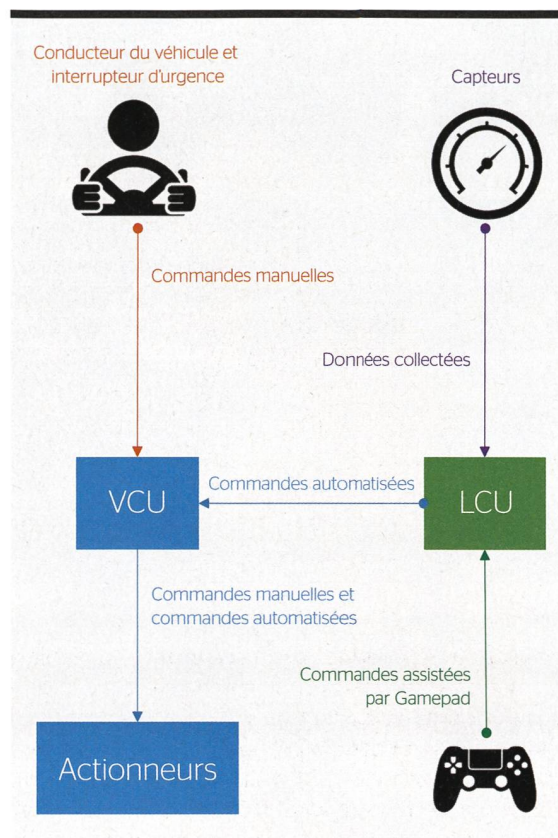 Conducteur du véhicule et
interrupteur d'urgence
Capteurs
Commandes manuelles
Données collectées
VCU
Commandes automatisées
LCU
Commandes manuelles et
commandes automatisées
Commandes assistées
par Gamepad
Actionneurs